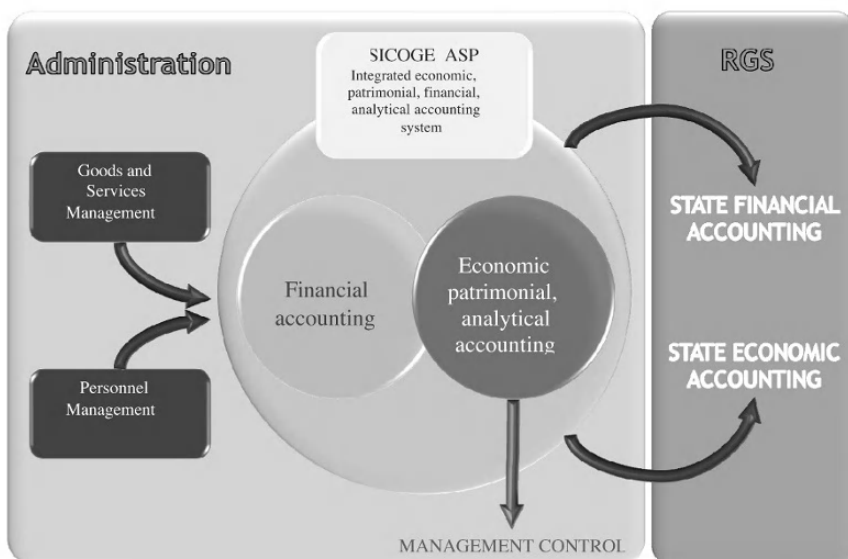 Administration
SICOGE ASP
Integrated economic,
patrimonial, financial,
analytical accounting
system
RGS
Goods and
Services
Management
Financial
accounting
Economic
patrimonial,
analytical
accounting
STATE FINANCIAL
ACCOUNTING
STATE ECONOMIC
ACCOUNTING
Personnel
Management
MANAGEMENT CONTROL